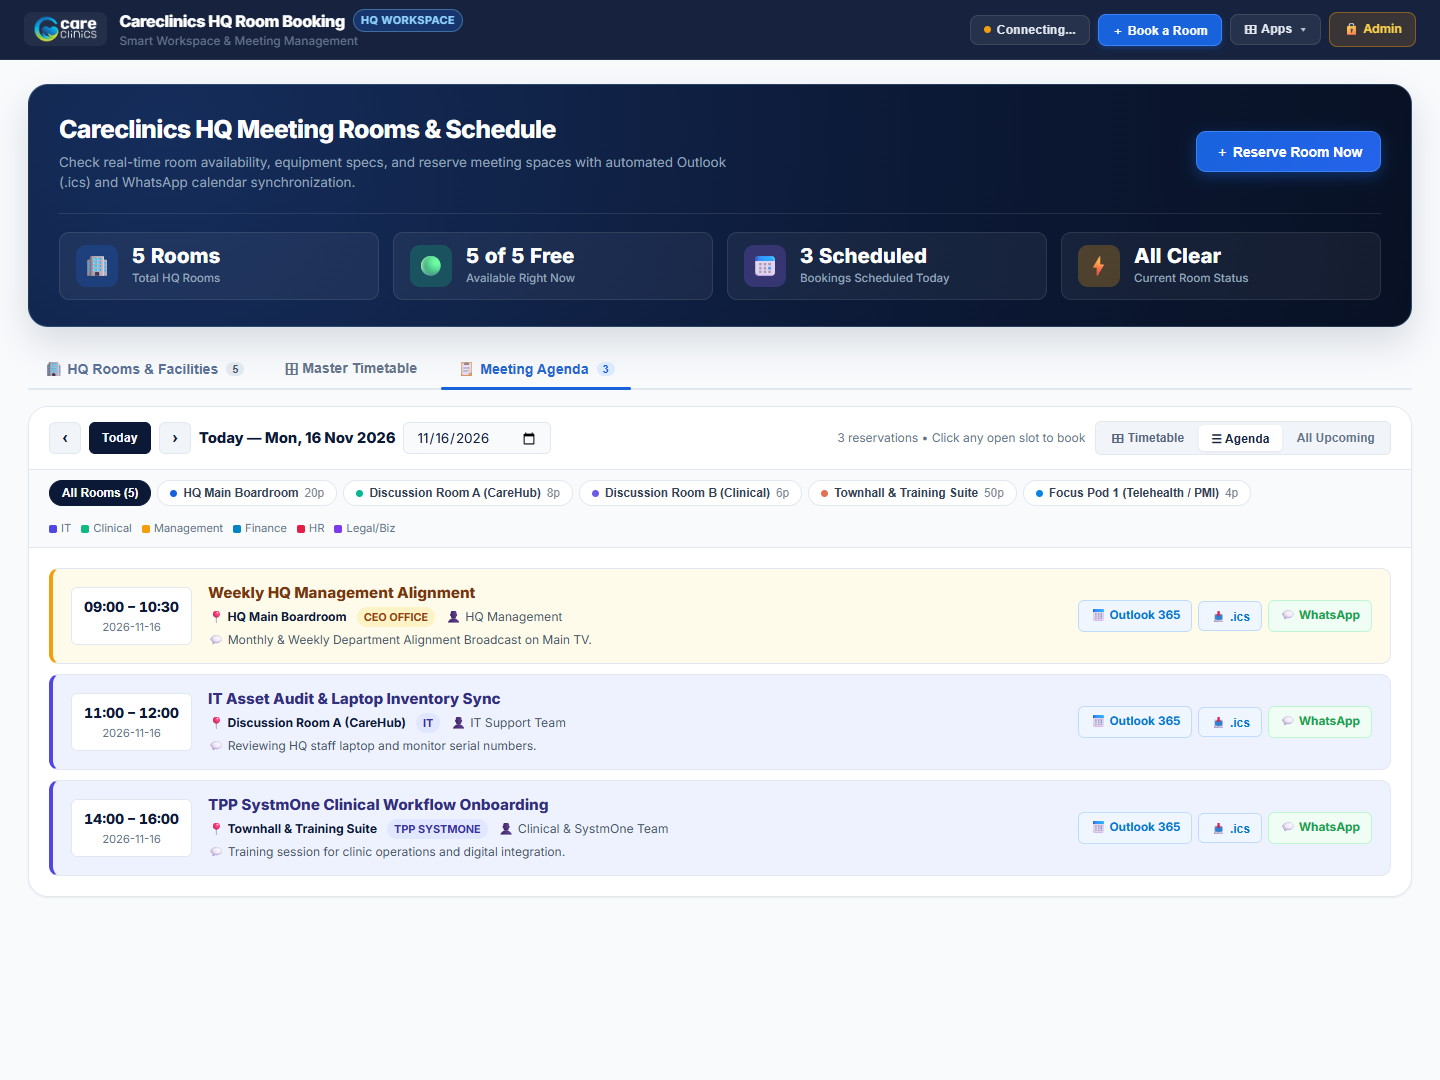 care clinics
Careclinics HQ Room Booking HQ WORKSPACE
Smart Workspace & Meeting Management
Connecting...
+ Book a Room
Apps
Admin
Careclinics HQ Meeting Rooms & Schedule
Check real-time room availability, equipment specs, and reserve meeting spaces with automated Outlook
(.ics) and WhatsApp calendar synchronization.
+ Reserve Room Now
5 Rooms
Total HQ Rooms
5 of 5 Free
Available Right Now
3 Scheduled
Bookings Scheduled Today
All Clear
Current Room Status
HQ Rooms & Facilities 5
Master Timetable
Meeting Agenda 3
‹ Today › Today — Mon, 16 Nov 2026 11/16/2026
3 reservations • Click any open slot to book
Timetable
Agenda
All Upcoming
All Rooms (5)
HQ Main Boardroom 20p
Discussion Room A (CareHub) 8p
Discussion Room B (Clinical) 6p
Townhall & Training Suite 50p
Focus Pod 1 (Telehealth / PMI) 4p
IT Clinical Management Finance HR Legal/Biz
09:00 – 10:30
2026-11-16
Weekly HQ Management Alignment
HQ Main Boardroom CEO OFFICE HQ Management
Monthly & Weekly Department Alignment Broadcast on Main TV.
Outlook 365 .ics WhatsApp
11:00 – 12:00
2026-11-16
IT Asset Audit & Laptop Inventory Sync
Discussion Room A (CareHub) IT IT Support Team
Reviewing HQ staff laptop and monitor serial numbers.
Outlook 365 .ics WhatsApp
14:00 – 16:00
2026-11-16
TPP SystmOne Clinical Workflow Onboarding
Townhall & Training Suite TPP SYSTMONE Clinical & SystmOne Team
Training session for clinic operations and digital integration.
Outlook 365 .ics WhatsApp